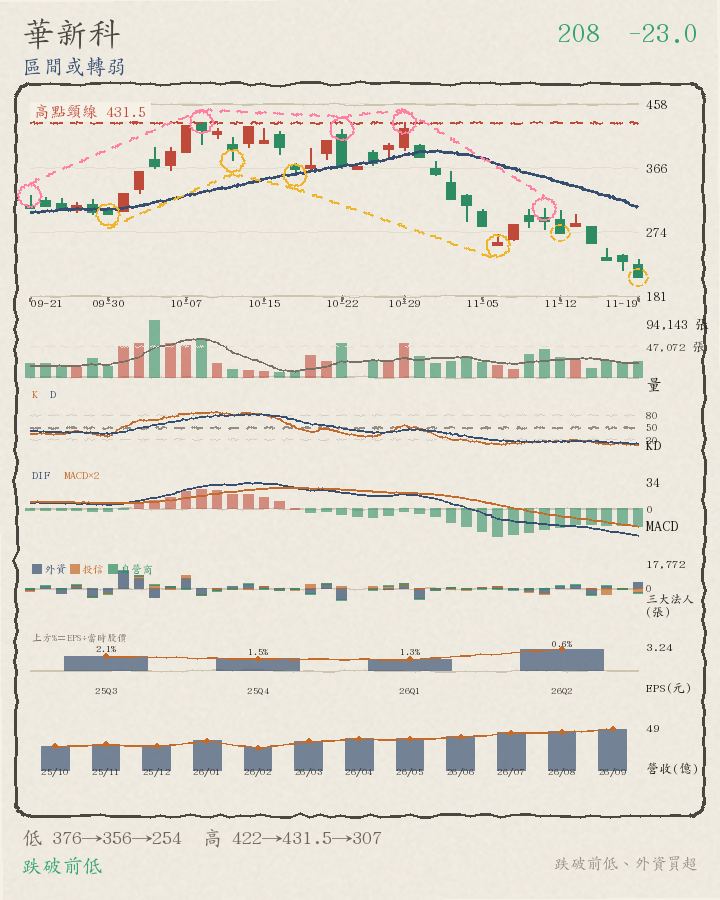 華新科
208 -23.0
區間或轉弱
高點頸線 431.5
458
366
274
181
09-21 09-30 10-07 10-15 10-22 10-29 11-05 11-12 11-19
94,143 張
47,072 張
量
K D
80
50
20
KD
DIF MACD×2
34
0
MACD
外資 投信 自營商
17,772
0
三大法人
(張)
上方%=EPS÷當時股價
2.1% 1.5% 1.3% 0.6%
3.24
25Q3 25Q4 26Q1 26Q2
EPS(元)
49
25/10 25/11 25/12 26/01 26/02 26/03 26/04 26/05 26/06 26/07 26/08 26/09
營收(億)
低 376→356→254 高 422→431.5→307
跌破前低
跌破前低、外資買超